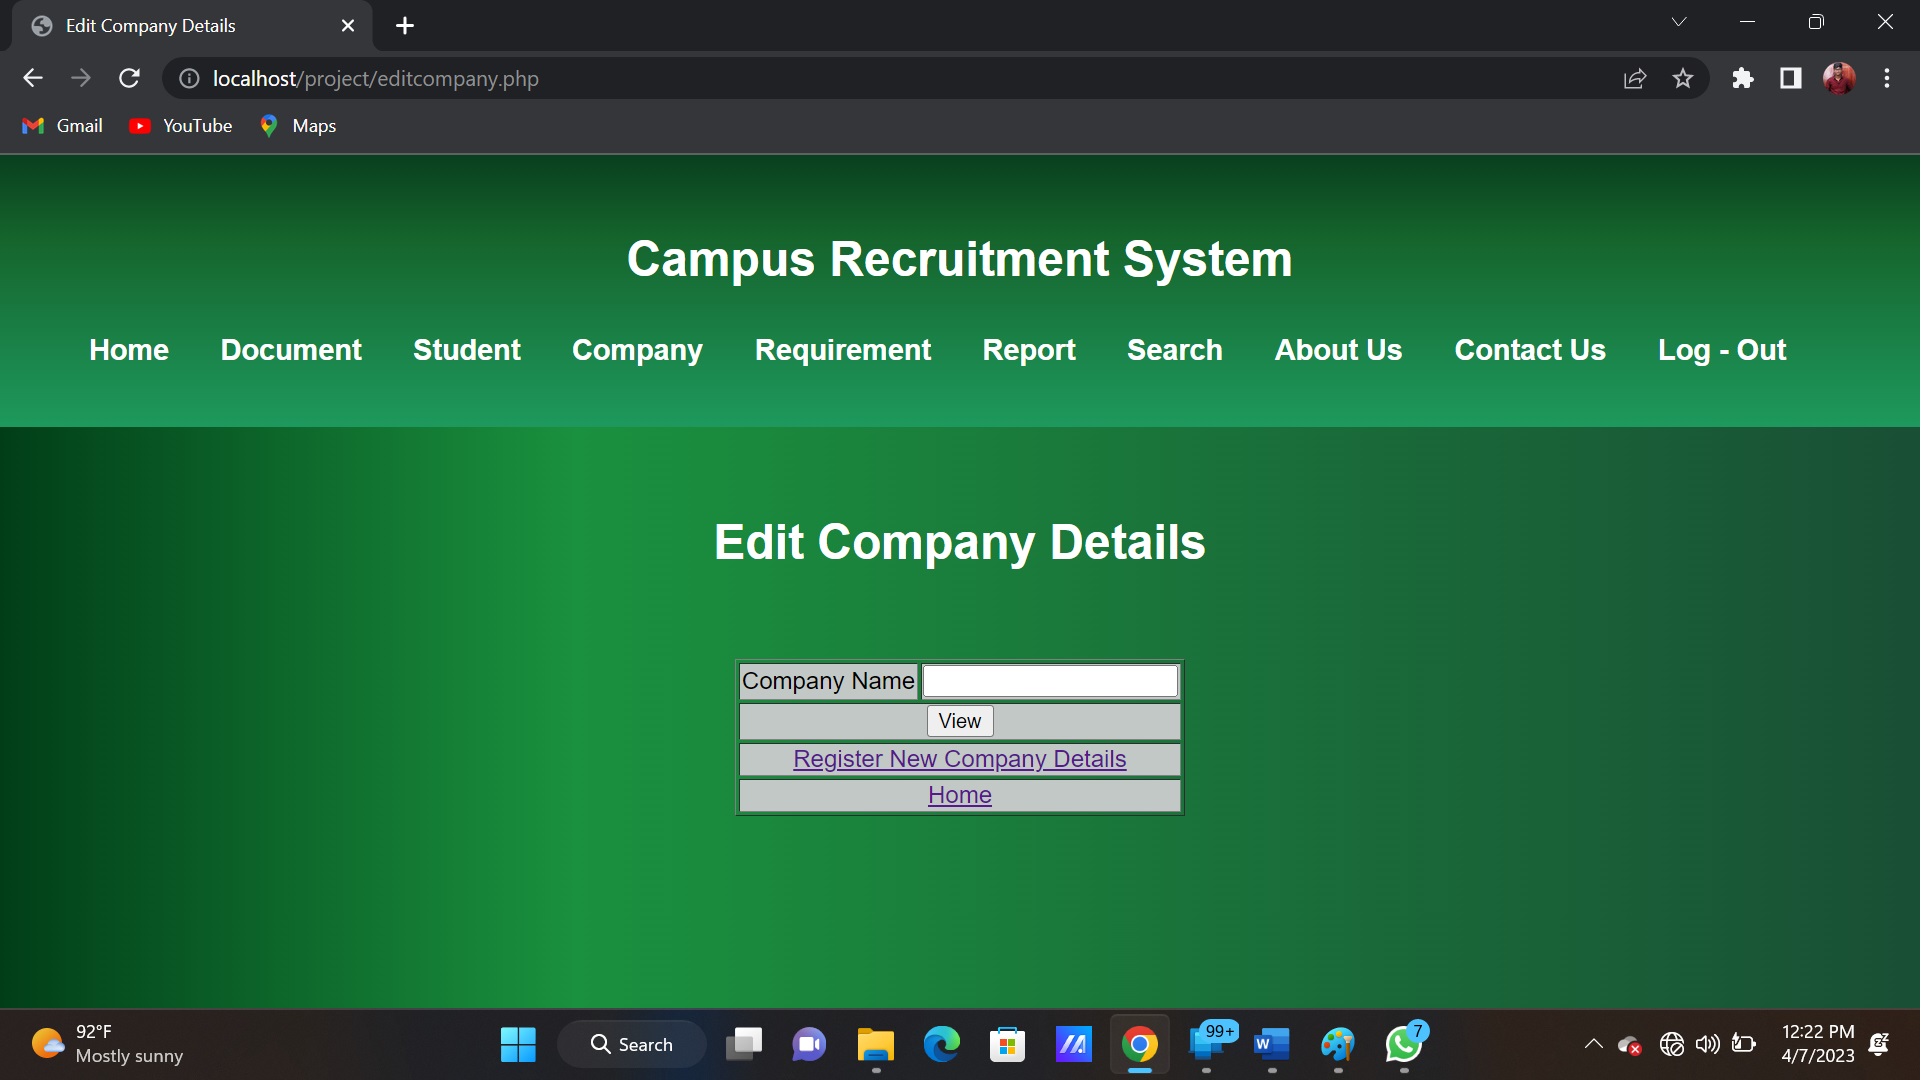 Edit Company Details
localhost/project/editcompany.php
Gmail YouTube Maps
Campus Recruitment System
Home Document Student Company Requirement Report Search About Us Contact Us Log - Out
Edit Company Details
Company Name
View
Register New Company Details
Home
92°F
Mostly sunny
Search
99+
W
7
12:22 PM
4/7/2023